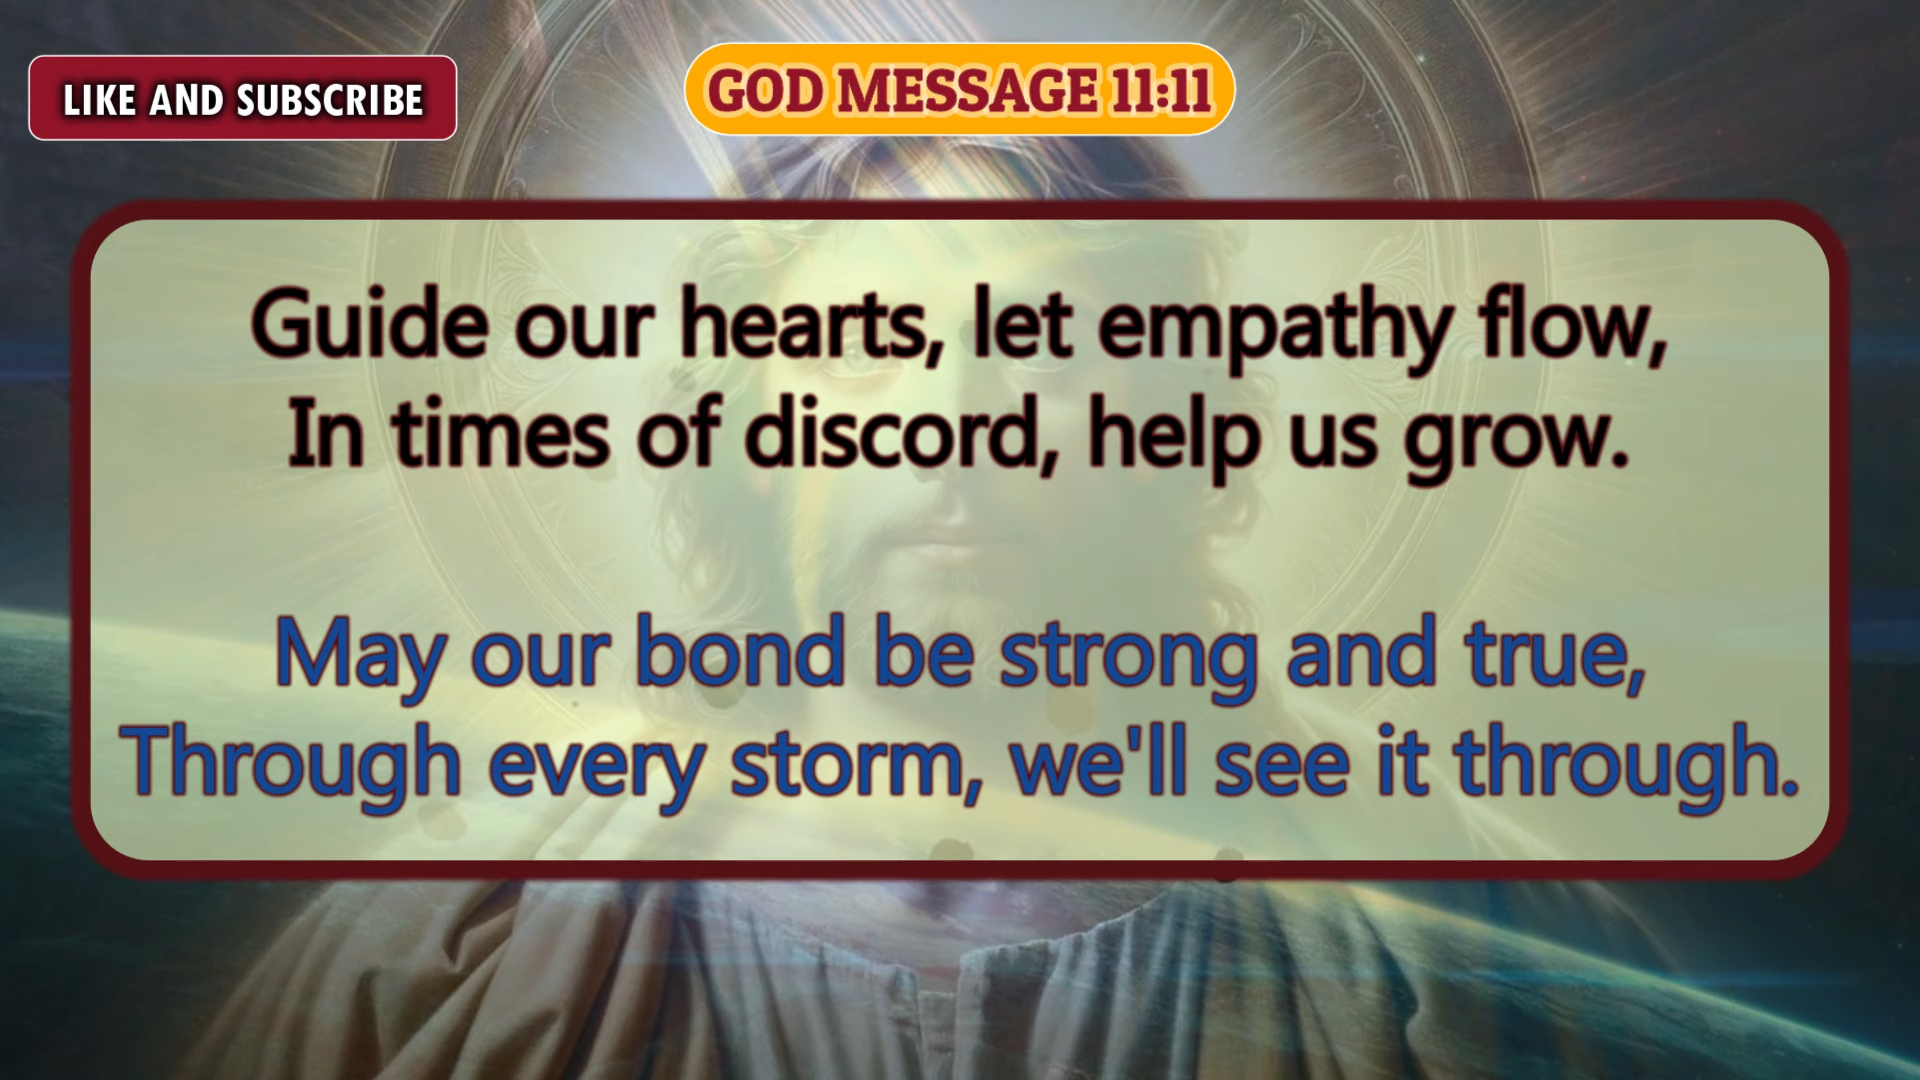 LIKE AND SUBSCRIBE
GOD MESSAGE 11:11
Guide our hearts, let empathy flow,
In times of discord, help us grow.
May our bond be strong and true,
Through every storm, we'll see it through.